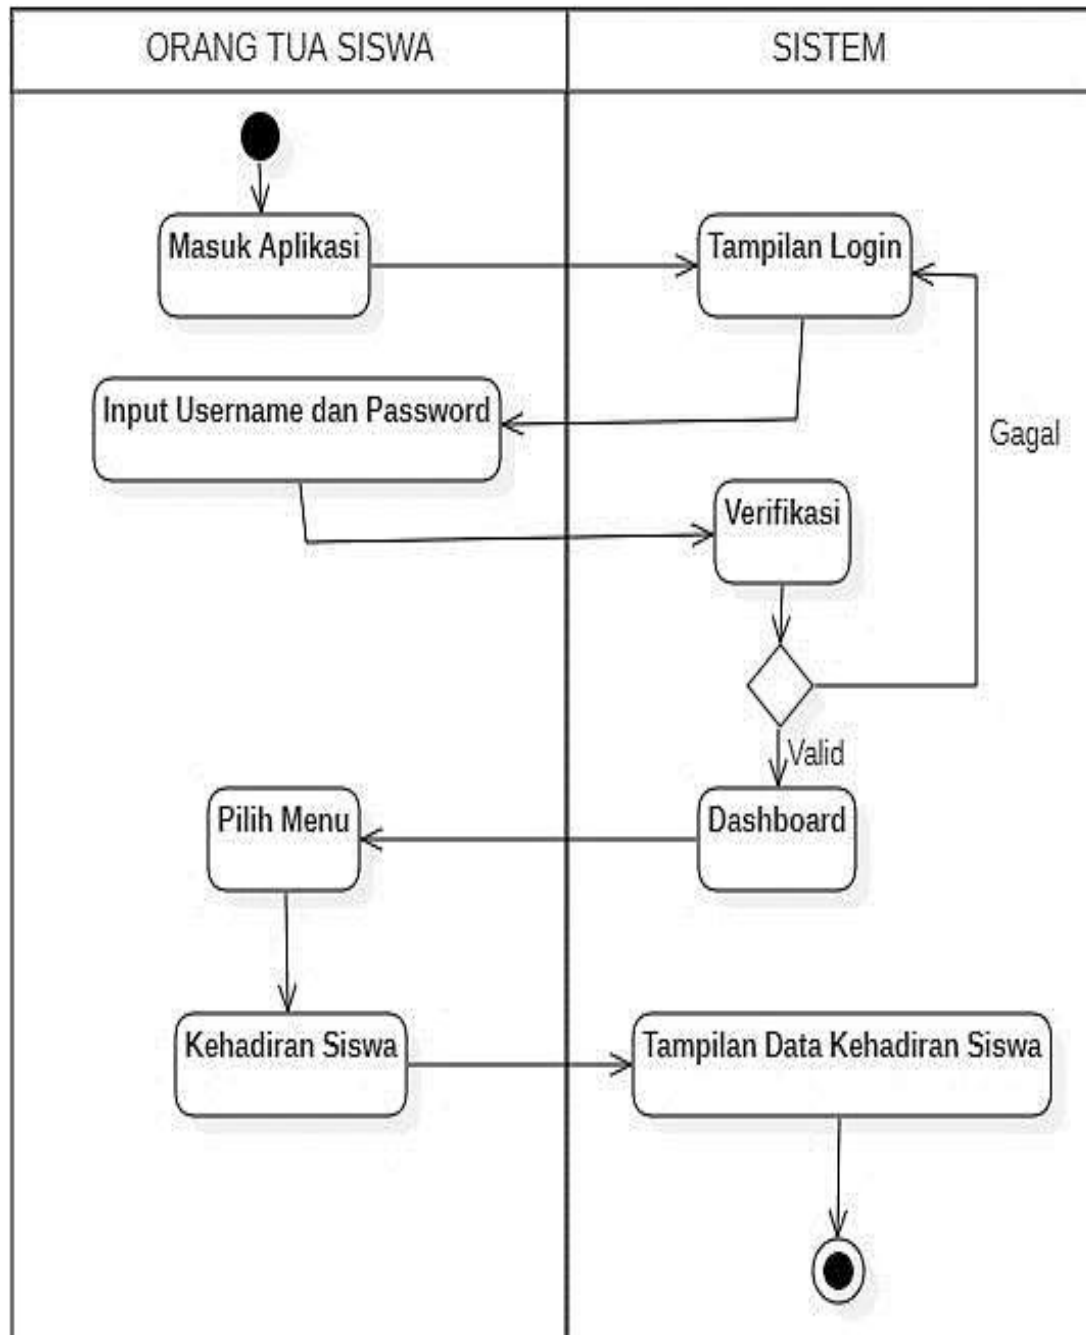 ORANG TUA SISWA
SISTEM
Masuk Aplikasi
Tampilan Login
Input Username dan Password
Gagal
Verifikasi
Valid
Pilih Menu
Dashboard
Kehadiran Siswa
Tampilan Data Kehadiran Siswa